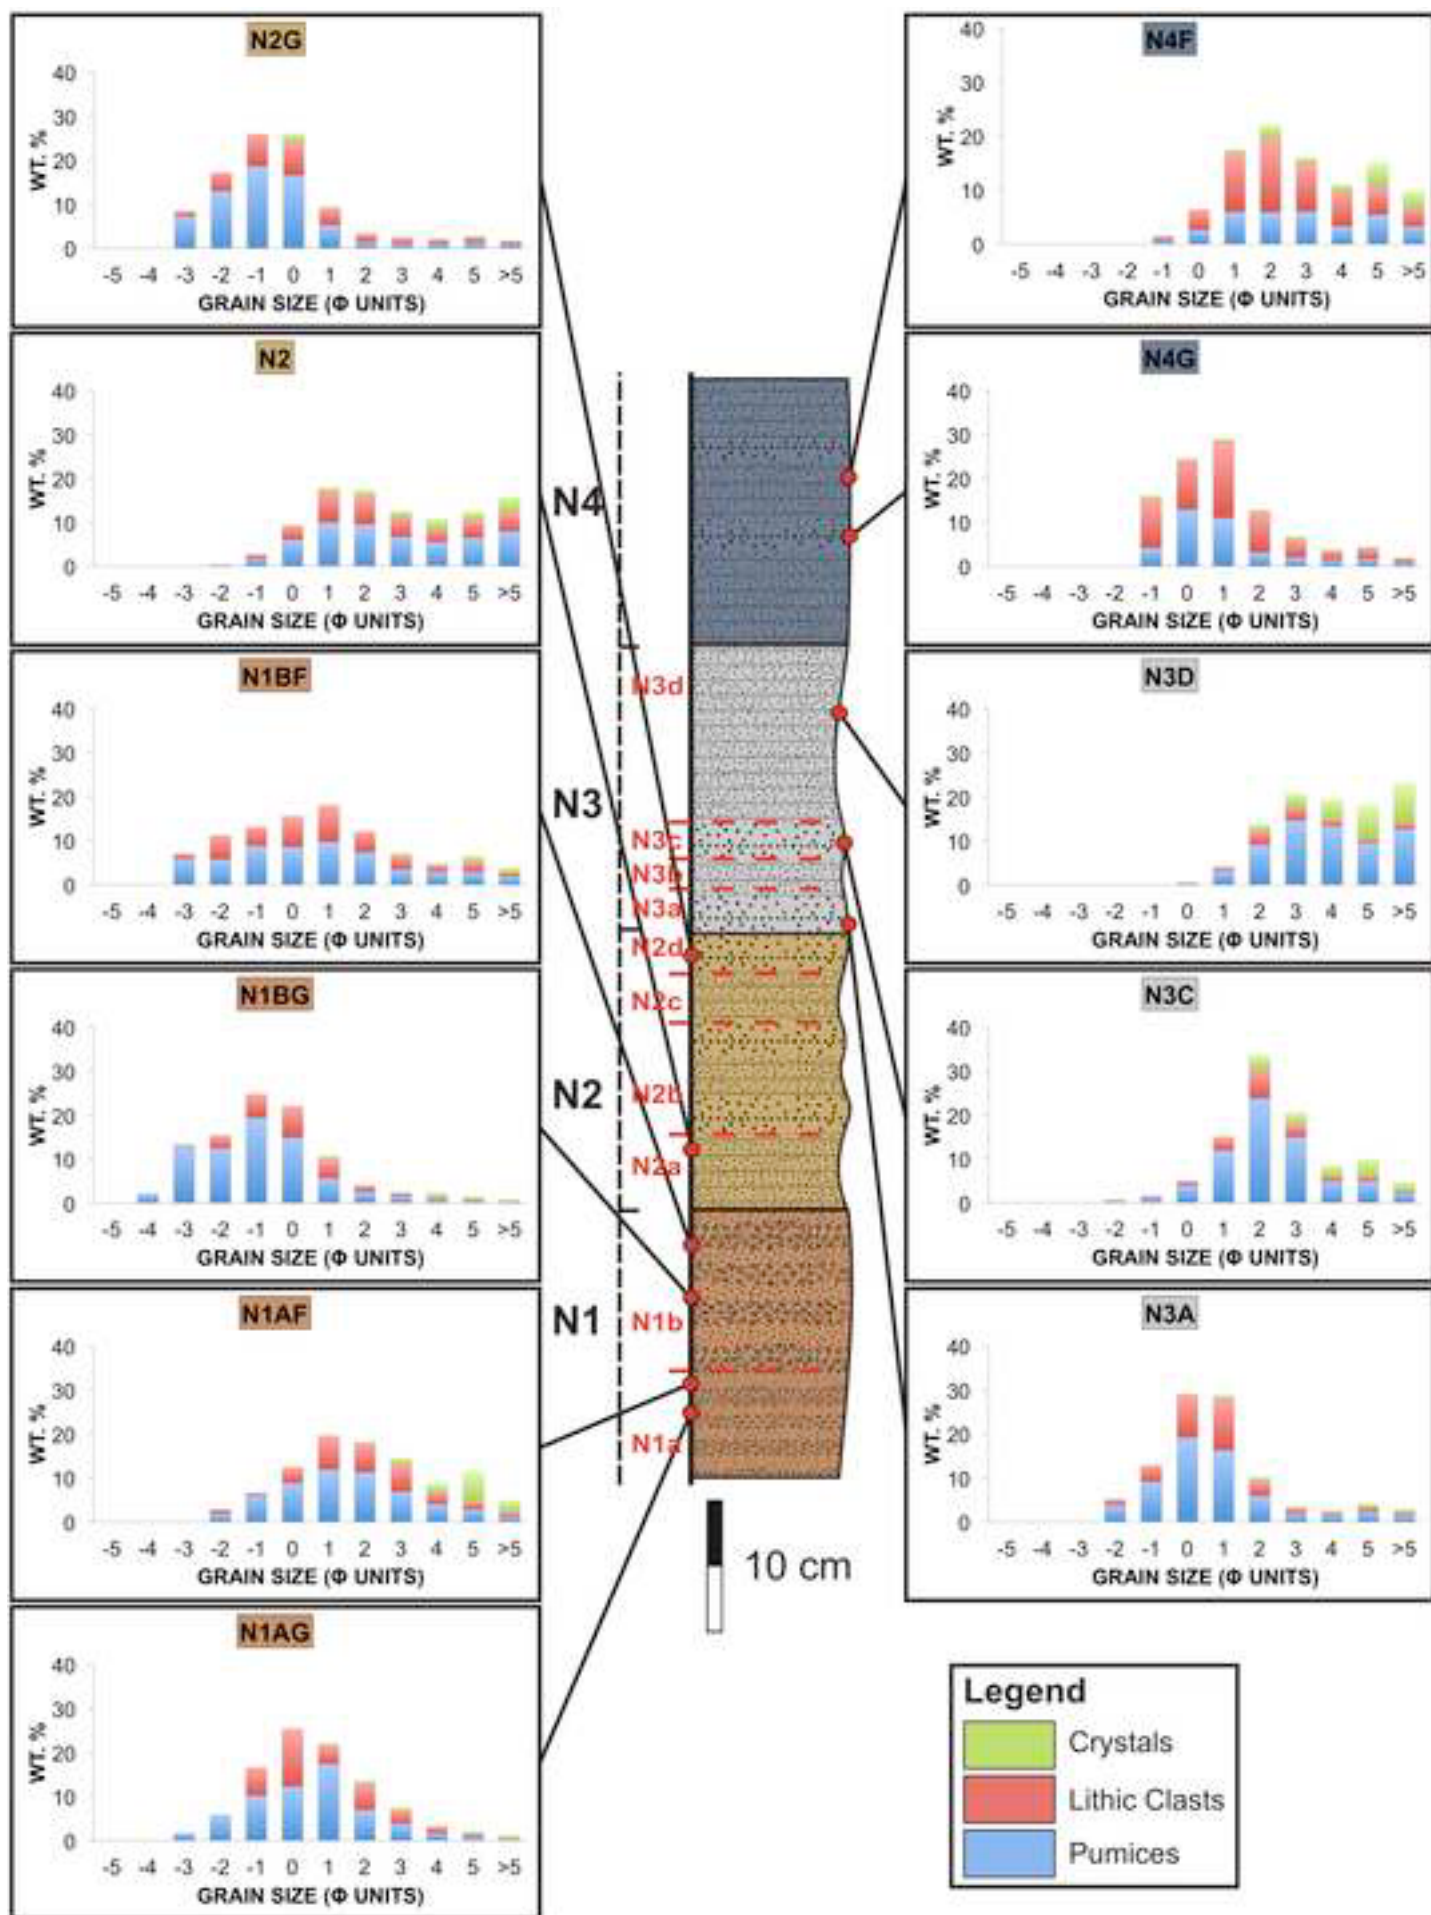 N2G
40
30
20
10
0
WT. %
-5 -4 -3 -2 -1 0 1 2 3 4 5 >5
GRAIN SIZE (Φ UNITS)
N2
40
30
20
10
0
WT. %
-5 -4 -3 -2 -1 0 1 2 3 4 5 >5
GRAIN SIZE (Φ UNITS)
N1BF
40
30
20
10
0
WT. %
-5 -4 -3 -2 -1 0 1 2 3 4 5 >5
GRAIN SIZE (Φ UNITS)
N1BG
40
30
20
10
0
WT. %
-5 -4 -3 -2 -1 0 1 2 3 4 5 >5
GRAIN SIZE (Φ UNITS)
N1AF
40
30
20
10
0
WT. %
-5 -4 -3 -2 -1 0 1 2 3 4 5 >5
GRAIN SIZE (Φ UNITS)
N1AG
40
30
20
10
0
WT. %
-5 -4 -3 -2 -1 0 1 2 3 4 5 >5
GRAIN SIZE (Φ UNITS)
N4
N3d
N3
N3c
N3b
N3a
N2d
N2c
N2
N2b
N2a
N1
N1b
N1a
10 cm
N4F
40
30
20
10
0
WT. %
-5 -4 -3 -2 -1 0 1 2 3 4 5 >5
GRAIN SIZE (Φ UNITS)
N4G
40
30
20
10
0
WT. %
-5 -4 -3 -2 -1 0 1 2 3 4 5 >5
GRAIN SIZE (Φ UNITS)
N3D
40
30
20
10
0
WT. %
-5 -4 -3 -2 -1 0 1 2 3 4 5 >5
GRAIN SIZE (Φ UNITS)
N3C
40
30
20
10
0
WT. %
-5 -4 -3 -2 -1 0 1 2 3 4 5 >5
GRAIN SIZE (Φ UNITS)
N3A
40
30
20
10
0
WT. %
-5 -4 -3 -2 -1 0 1 2 3 4 5 >5
GRAIN SIZE (Φ UNITS)
Legend
Crystals
Lithic Clasts
Pumices